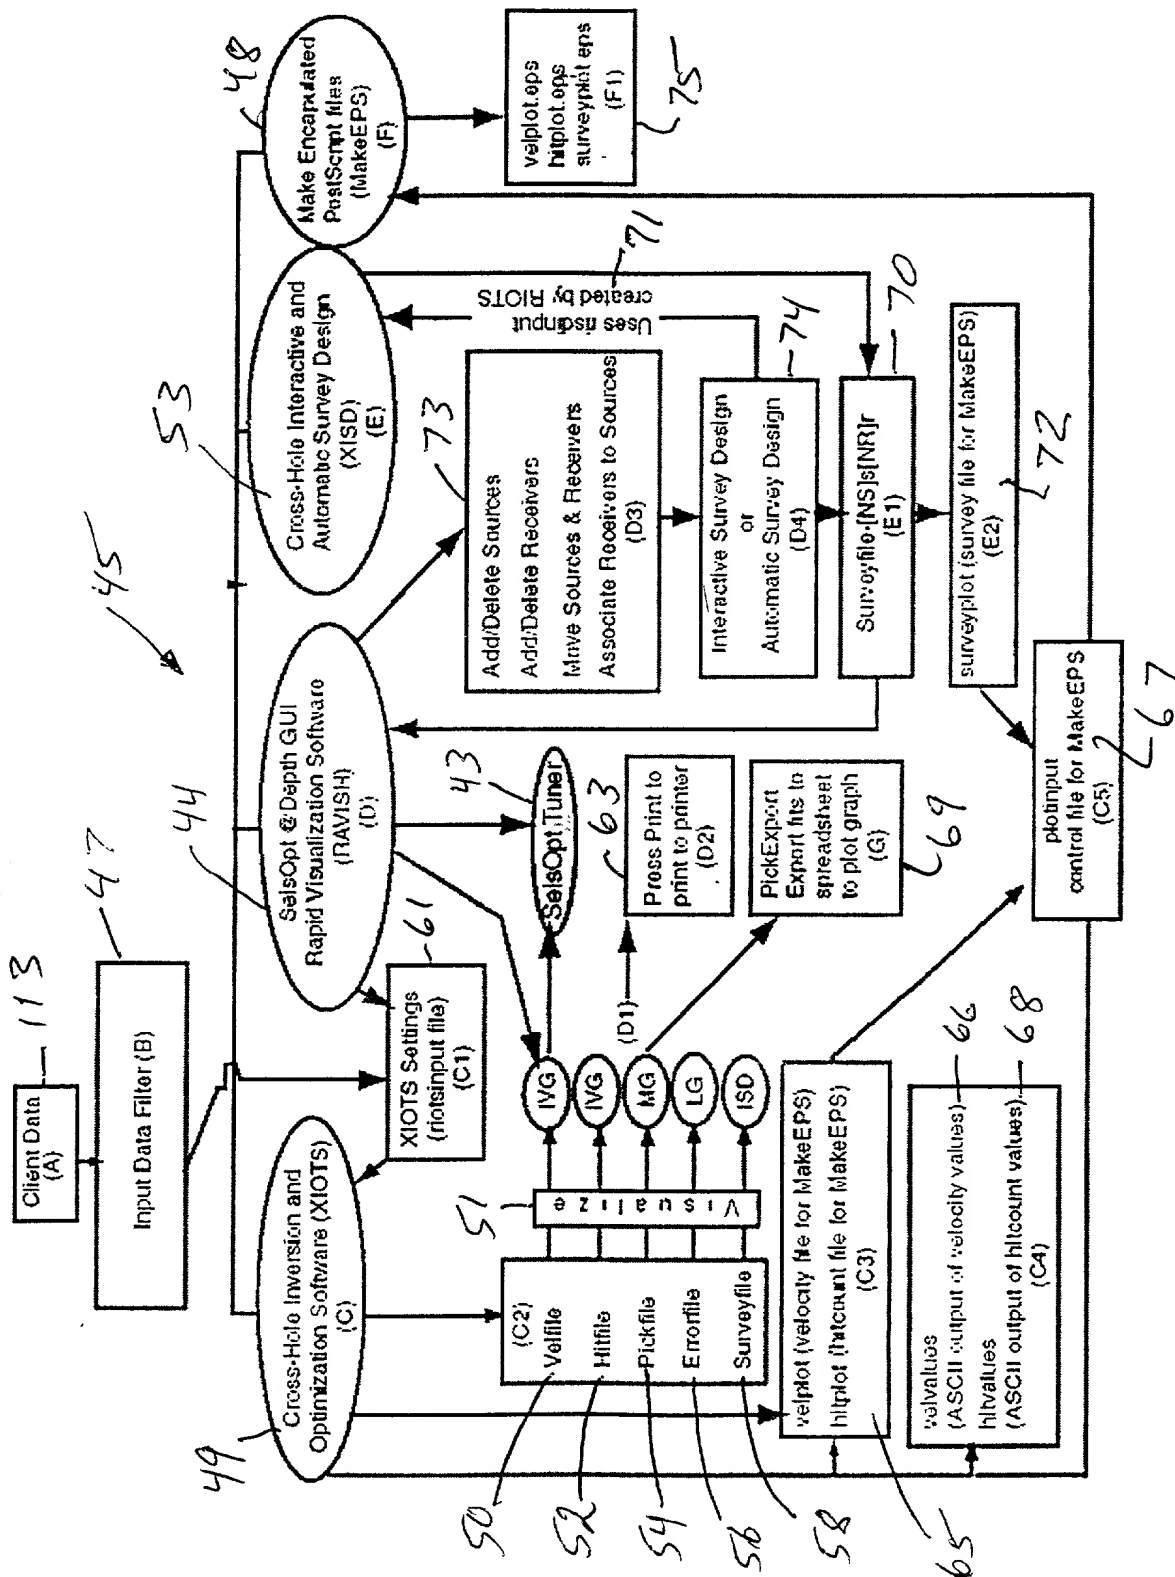 113
Client Data
(A)
47
Input Data Filter (B)
45
49
Cross-Hole Inversion and
Optimization Software (XIOTS)
(C)
44
SeisOpt @Depth GUI
Rapid Visualization Software
(RAVISH)
(D)
53
Cross-Hole Interactive and
Automatic Survey Design
(XISD)
(E)
48
Make Encapulated
PostScript files
(MakeEPS)
(F)
velplot.eps
hitplot.eps
surveyplot.eps
(F1)
75
XIOTS Settings
(riotsinput file)
(C1)
61
SeisOpt Tuner
43
(C2)
Velfile
Hitfile
Pickfile
Errorfile
Surveyfile
50
52
54
56
58
Visualize
51
IVG
IVG
MG
LG
ISD
(D1)
Press Print to
print to printer
(D2)
63
PickExport
Export fits to
spreadsheet
to plot graph
(G)
69
Add/Delete Sources
Add/Delete Receivers
Move Sources & Receivers
Associate Receivers to Sources
(D3)
73
Uses risdinput
created by RIOTS
71
Interactive Survey Design
or
Automatic Survey Design
(D4)
74
Surveyfile-[NS]s[NR]r
(E1)
70
surveyplot (survey file for MakeEPS)
(E2)
72
velplot (velocity file for MakeEPS)
hitplot (hitcount file for MakeEPS)
(C3)
65
velvalues
(ASCII output of velocity values)
hitvalues
(ASCII output of hitcount values)
(C4)
66
68
plotinput
control file for MakeEPS
(C5)
67